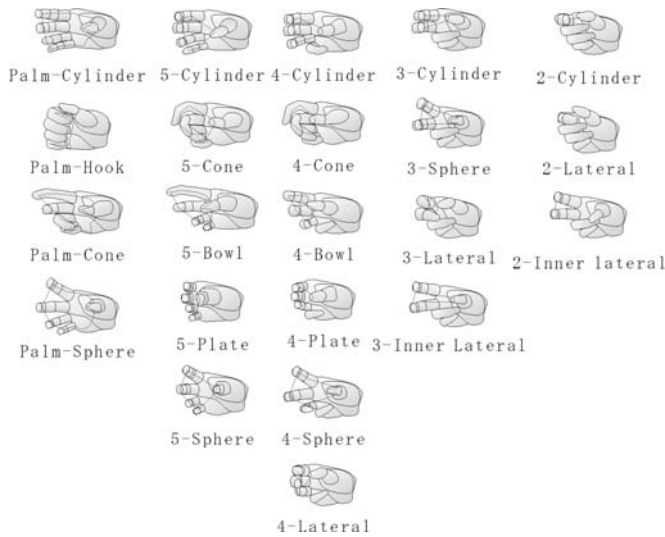 Palm-Cylinder 5-Cylinder 4-Cylinder 3-Cylinder 2-Cylinder
Palm-Hook 5-Cone 4-Cone 3-Sphere 2-Lateral
Palm-Cone 5-Bowl 4-Bowl 3-Lateral 2-Inner lateral
Palm-Sphere 5-Plate 4-Plate 3-Inner Lateral
5-Sphere 4-Sphere
4-Lateral